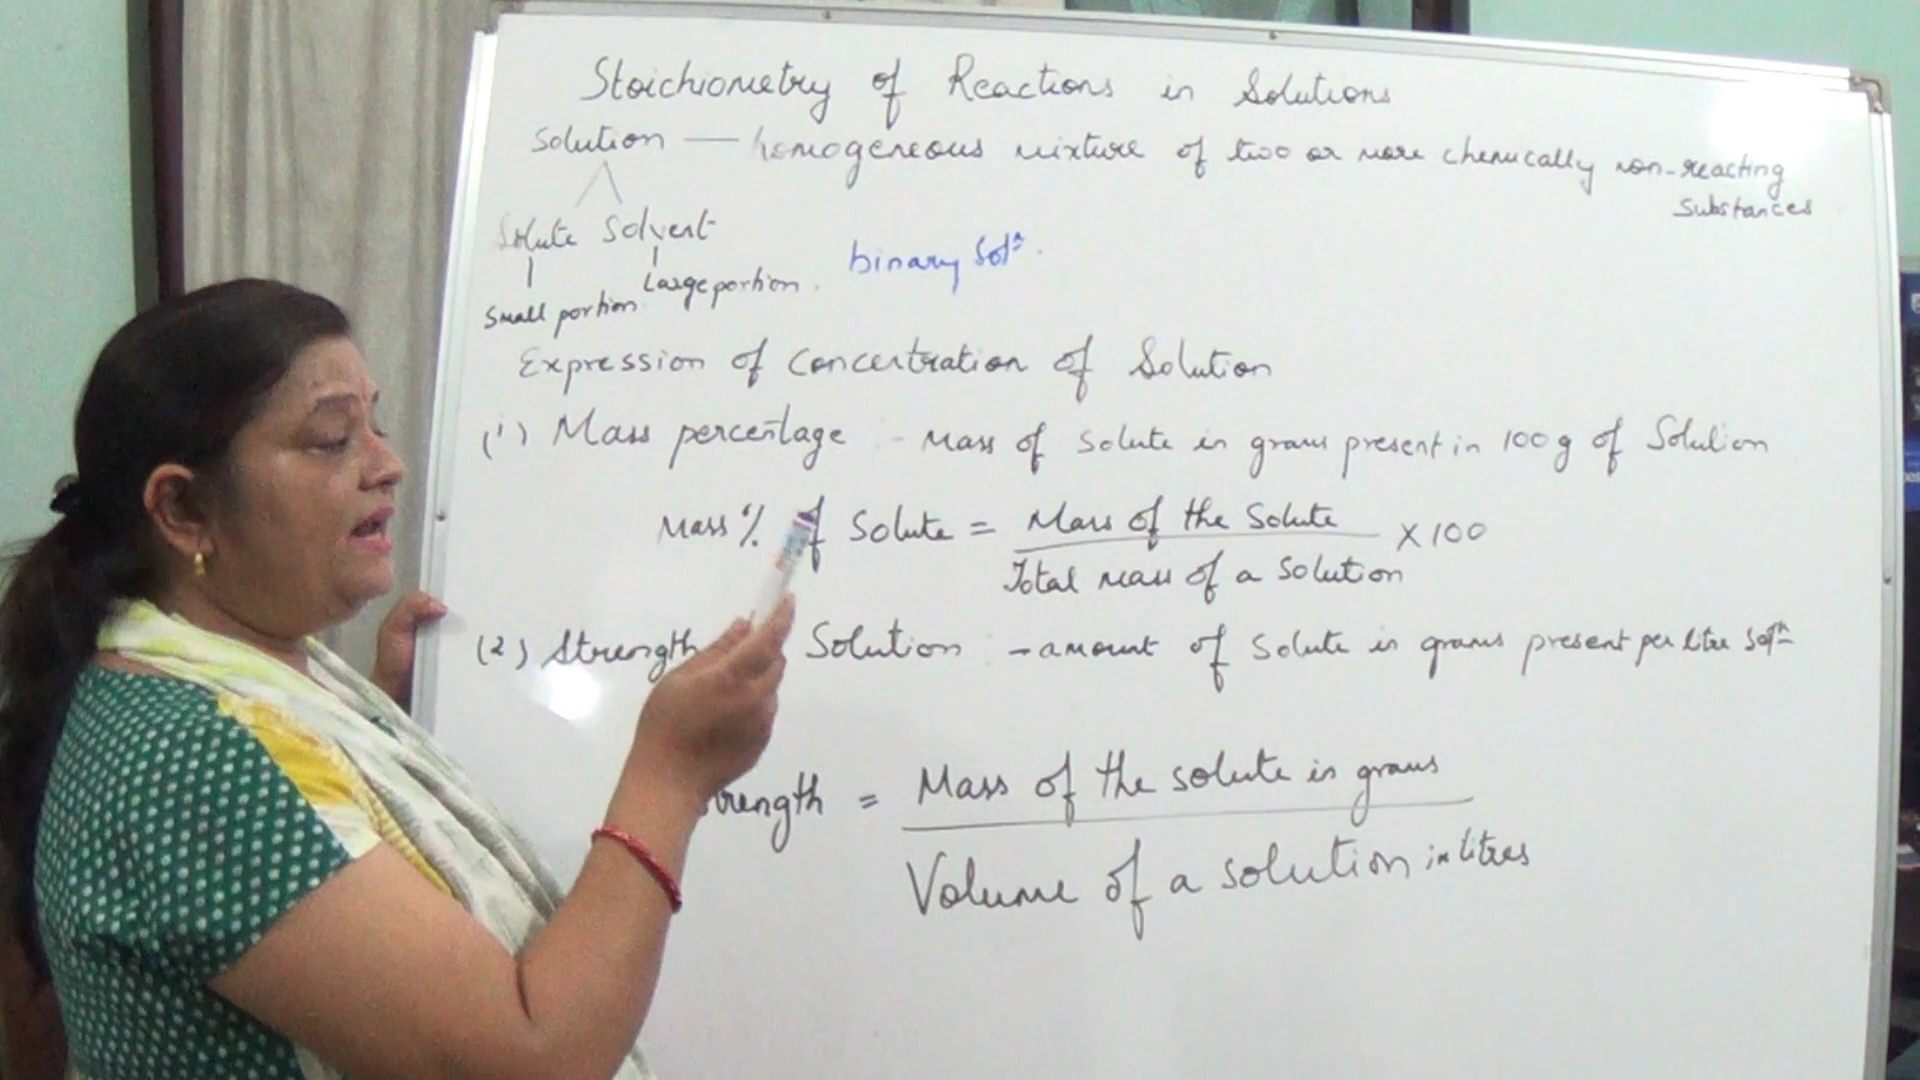 Stoichiometry of Reactions in Solutions
Solution — homogeneous mixture of two or more chemically non-reacting
substances
Solute Solvent
Large portion.
Small portion
binary Solⁿ.
Expression of Concentration of Solution
(1) Mass percentage - Mass of Solute in grams present in 100 g of Solution
Mass % of Solute = Mass of the Solute × 100
Total mass of a Solution
(2) Strength Solution - amount of Solute in grams present per litre Solⁿ
trength = Mass of the solute in grams
Volume of a solution in litres